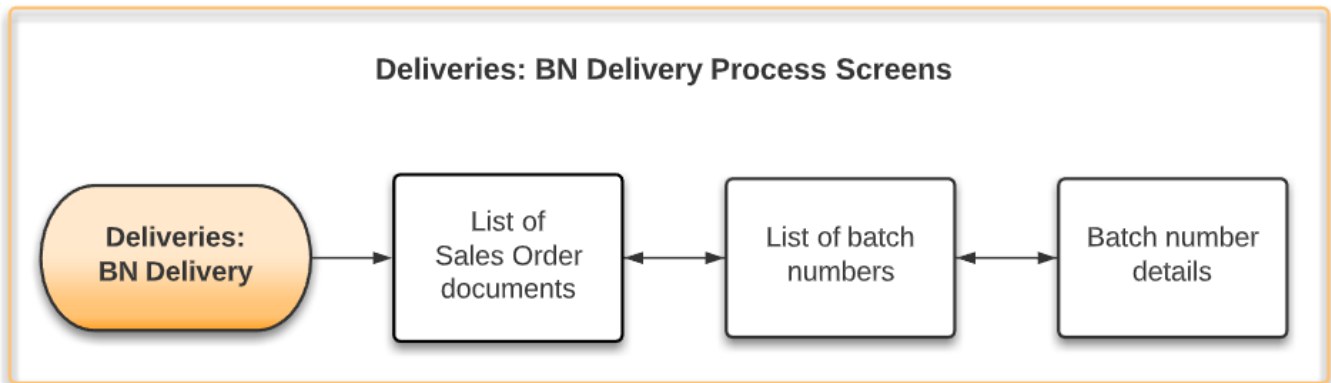 Deliveries: BN Delivery Process Screens
Deliveries:
BN Delivery
List of
Sales Order
documents
List of batch
numbers
Batch number
details